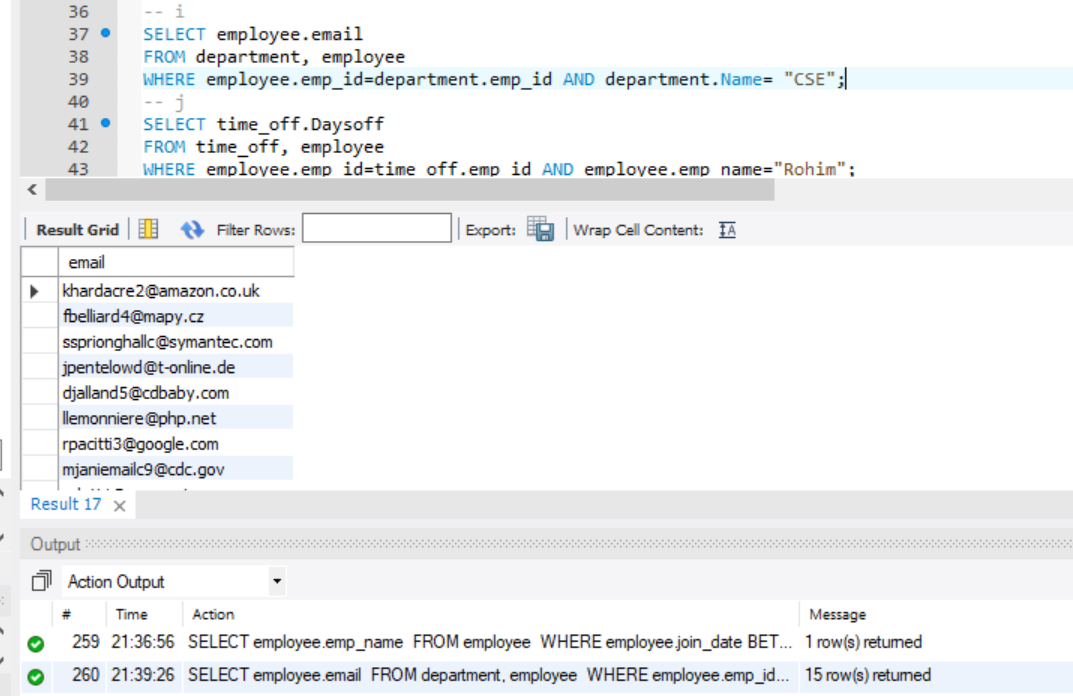 36 -- i
37 SELECT employee.email
38 FROM department, employee
39 WHERE employee.emp_id=department.emp_id AND department.Name= "CSE";
40 -- j
41 SELECT time_off.Daysoff
42 FROM time_off, employee
43 WHERE employee.emp_id=time_off.emp_id AND employee.emp_name="Rohim";
Result Grid Filter Rows: Export: Wrap Cell Content: IA
email
khardacre2@amazon.co.uk
fbelliard4@mapy.cz
ssprionghallc@symantec.com
jpentelowd@t-online.de
djalland5@cdbaby.com
llemonniere@php.net
rpacitti3@google.com
mjaniemailc9@cdc.gov
Result 17
Output
Action Output
# Time Action Message
259 21:36:56 SELECT employee.emp_name FROM employee WHERE employee.join_date BET... 1 row(s) returned
260 21:39:26 SELECT employee.email FROM department, employee WHERE employee.emp_id... 15 row(s) returned